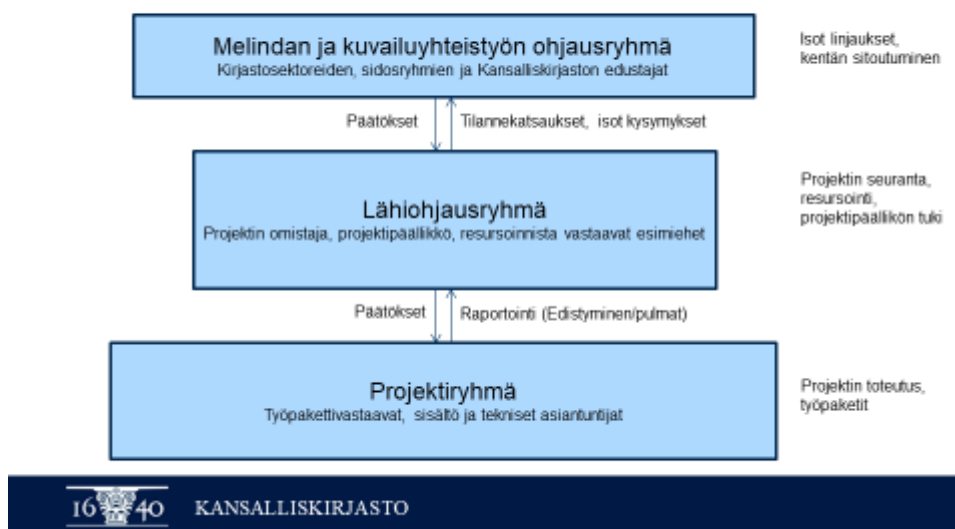 Melindan ja kuvailuyhteistyön ohjausryhmä
Kirjastosektoreiden, sidosryhmien ja Kansalliskirjaston edustajat
Isot linjaukset,
kentän sitoutuminen
Päätökset
Tilannekatsaukset, isot kysymykset
Lähiohjausryhmä
Projektin omistaja, projektipäällikkö, resursoinnista vastaavat esimiehet
Projektin seuranta,
resursointi,
projektipäällikön tuki
Päätökset
Raportointi (Edistyminen/pulmat)
Projektiryhmä
Työpakettivastaavat, sisältö ja tekniset asiantuntijat
Projektin toteutus,
työpaketit
16 40 KANSALLISKIRJASTO